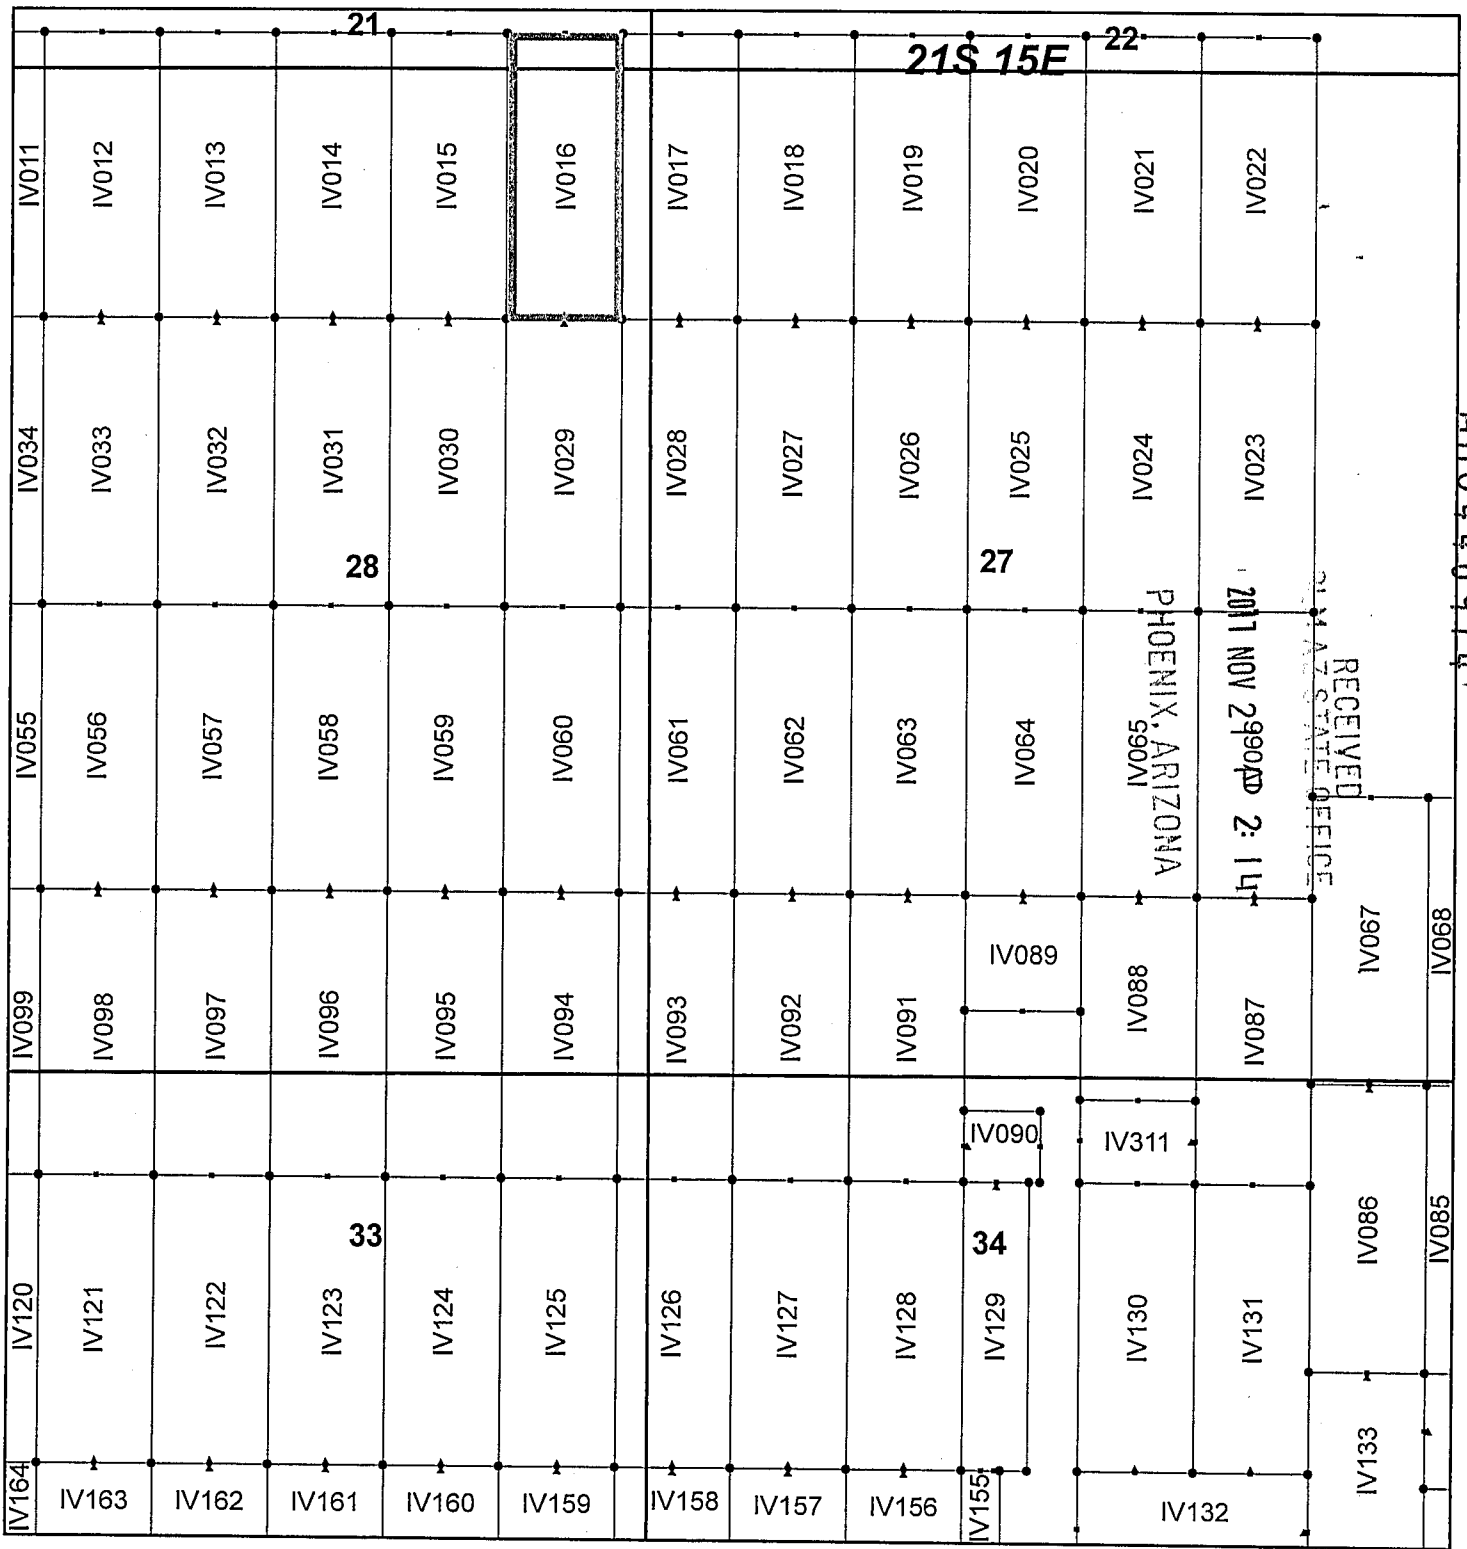 21
22
21S 15E
IV011 IV012 IV013 IV014 IV015 IV016 IV017 IV018 IV019 IV020 IV021 IV022
IV034 IV033 IV032 IV031 IV030 IV029 IV028 IV027 IV026 IV025 IV024 IV023
28
27
RECEIVED
AZ STATE OFFICE
2011 NOV 2 2:14
PHOENIX, ARIZONA
IV055 IV056 IV057 IV058 IV059 IV060 IV061 IV062 IV063 IV064 IV065
IV067 IV068
IV099 IV098 IV097 IV096 IV095 IV094 IV093 IV092 IV091 IV089 IV088 IV087
IV090 IV311
33
34
IV086 IV085
IV120 IV121 IV122 IV123 IV124 IV125 IV126 IV127 IV128 IV129 IV130 IV131
IV133
IV164 IV163 IV162 IV161 IV160 IV159 IV158 IV157 IV156 IV155 IV132